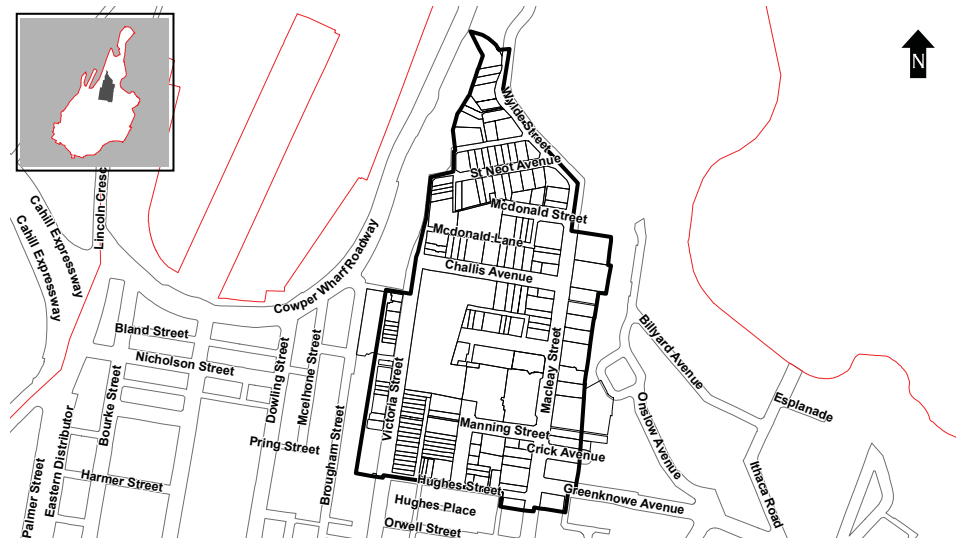 N
Wylde Street
St Neot Avenue
Mcdonald Street
Mcdonald Lane
Challis Avenue
Lincoln Cresc
Cahill Expressway
Cahill Expressway
Cowper Wharf Roadway
Bland Street
Nicholson Street
Dowling Street
Mcelhone Street
Brougham Street
Victoria Street
Macleay Street
Billyard Avenue
Onslow Avenue
Esplanade
Bourke Street
Pring Street
Manning Street
Crick Avenue
Eastern Distributor
Palmer Street
Harmer Street
Hughes Street
Hughes Place
Orwell Street
Greenknowe Avenue
Ithaca Road